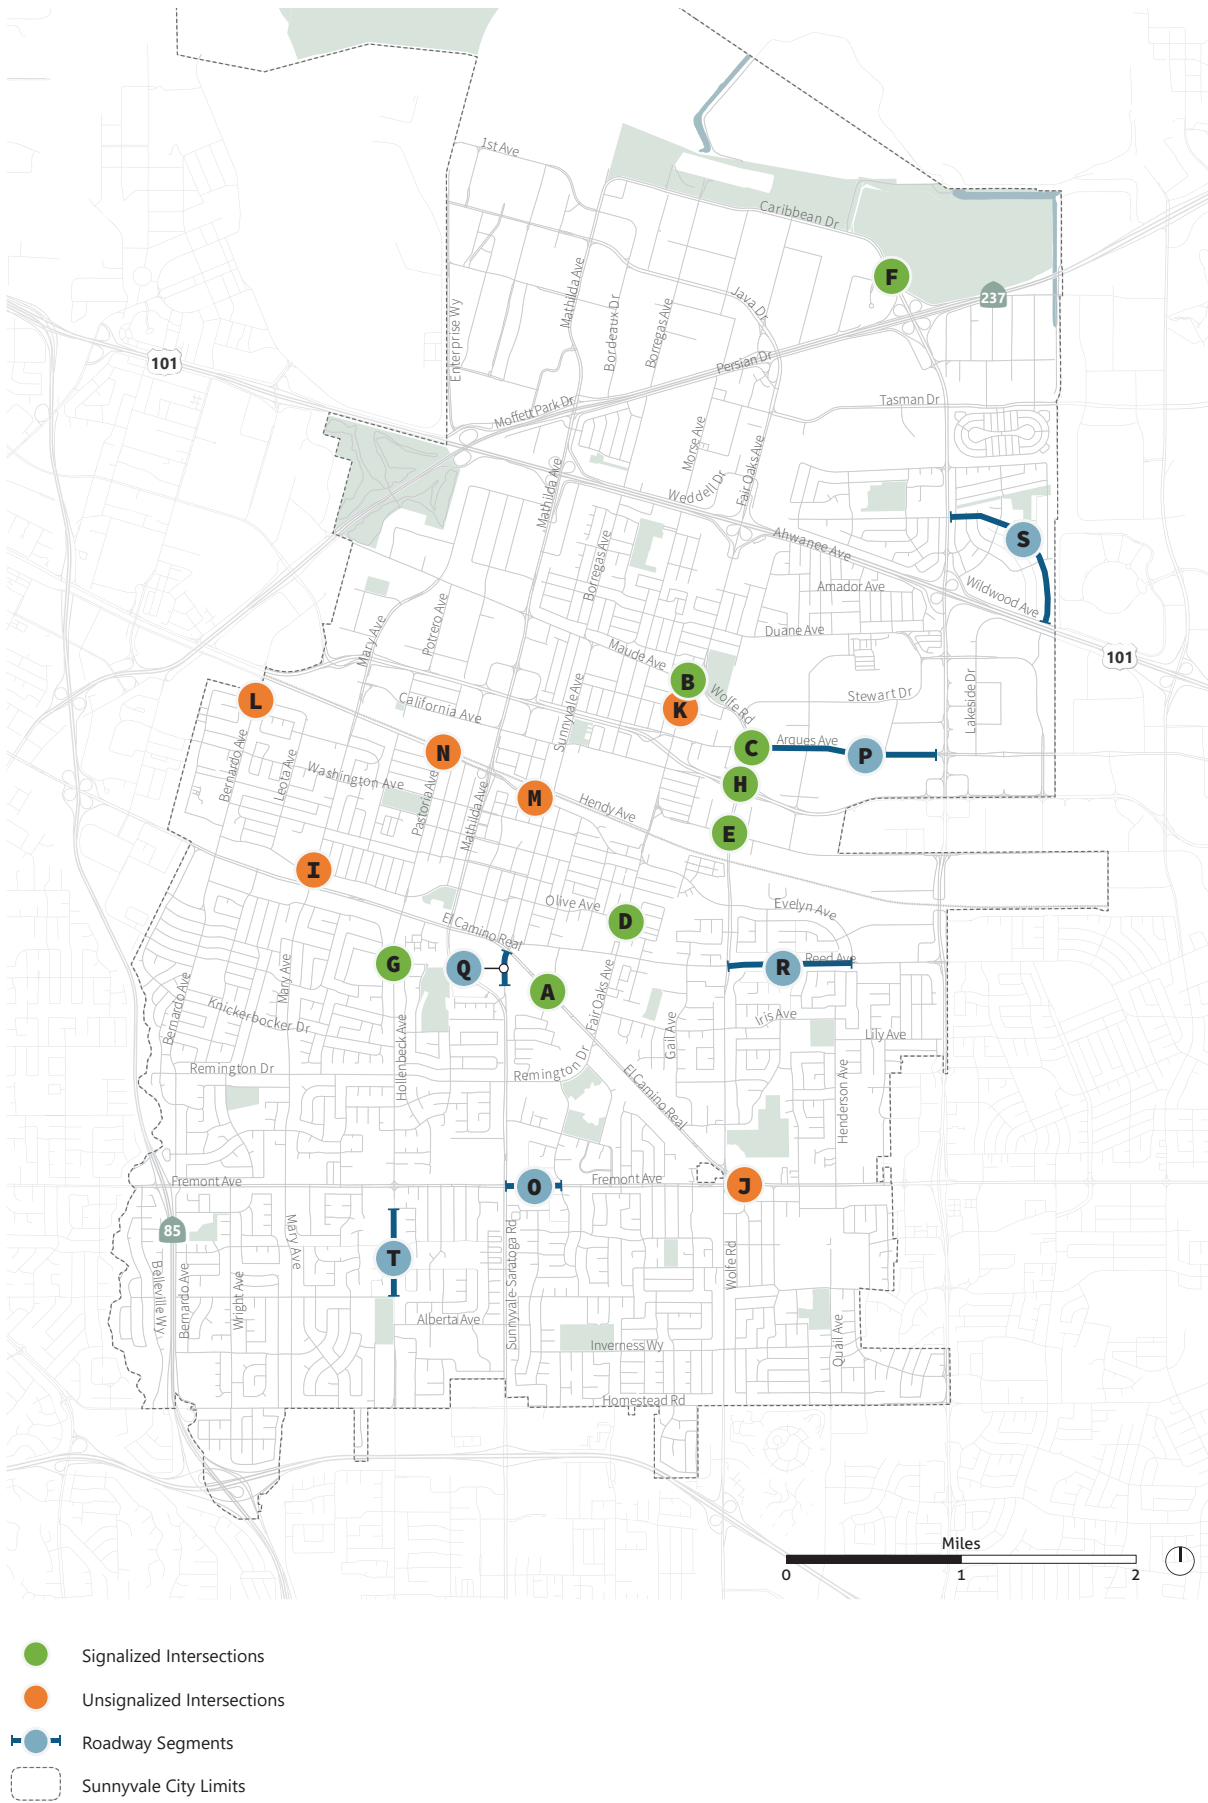 1st Ave
Caribbean Dr
F
237
Mathilda Ave
Enterprise Wy
Bordeaux Dr
Borregas Ave
Java Dr
101
Persian Dr
Moffett Park Dr
Tasman Dr
Morse Ave
Fair Oaks Ave
Mathilda Ave
Weddell Dr
Ahwanee Ave
S
Borregas Ave
Amador Ave
Wildwood Ave
Potrero Ave
Mary Ave
Duane Ave
Maude Ave
101
B
Wolfe Rd
Stewart Dr
Lakeside Dr
L
K
California Ave
Sunnyvale Ave
C
Argues Ave
P
N
Bernardo Ave
Leota Ave
Washington Ave
Pastoria Ave
Mathilda Ave
M
H
Hendy Ave
E
I
Olive Ave
D
Evelyn Ave
El Camino Real
G
Q
A
R
Reed Ave
Mary Ave
Bernardo Ave
Knickerbocker Dr
Fair Oaks Ave
Gail Ave
Iris Ave
Lily Ave
Hollenbeck Ave
Remington Dr
Remington Dr
El Camino Real
Henderson Ave
Fremont Ave
O
Fremont Ave
J
85
Mary Ave
T
Sunnyvale-Saratoga Rd
Wolfe Rd
Belleville Wy
Bernardo Ave
Wright Ave
Alberta Ave
Inverness Wy
Quail Ave
Homestead Rd
Miles
0 1 2
Signalized Intersections
Unsignalized Intersections
Roadway Segments
Sunnyvale City Limits